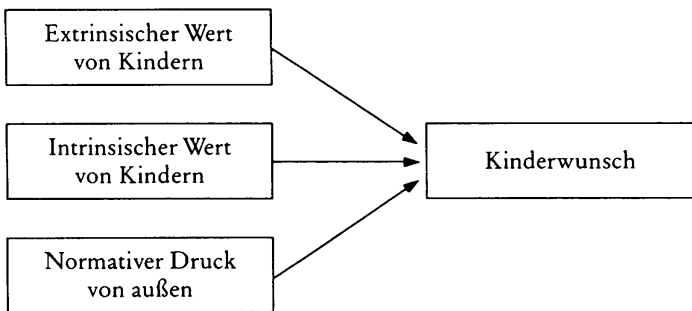 Extrinsischer Wert
von Kindern
Intrinsischer Wert
von Kindern
Kinderwunsch
Normativer Druck
von außen